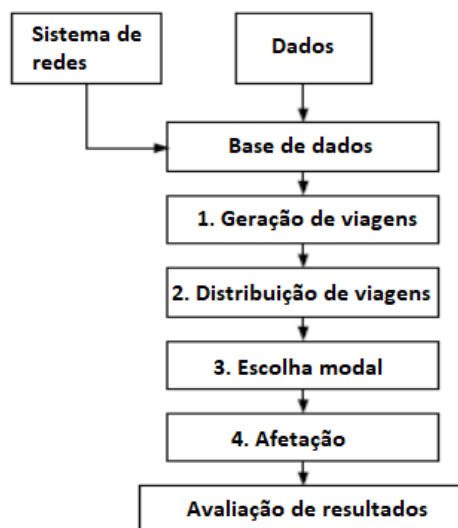 Sistema de
redes
Dados
Base de dados
1. Geração de viagens
2. Distribuição de viagens
3. Escolha modal
4. Afetação
Avaliação de resultados